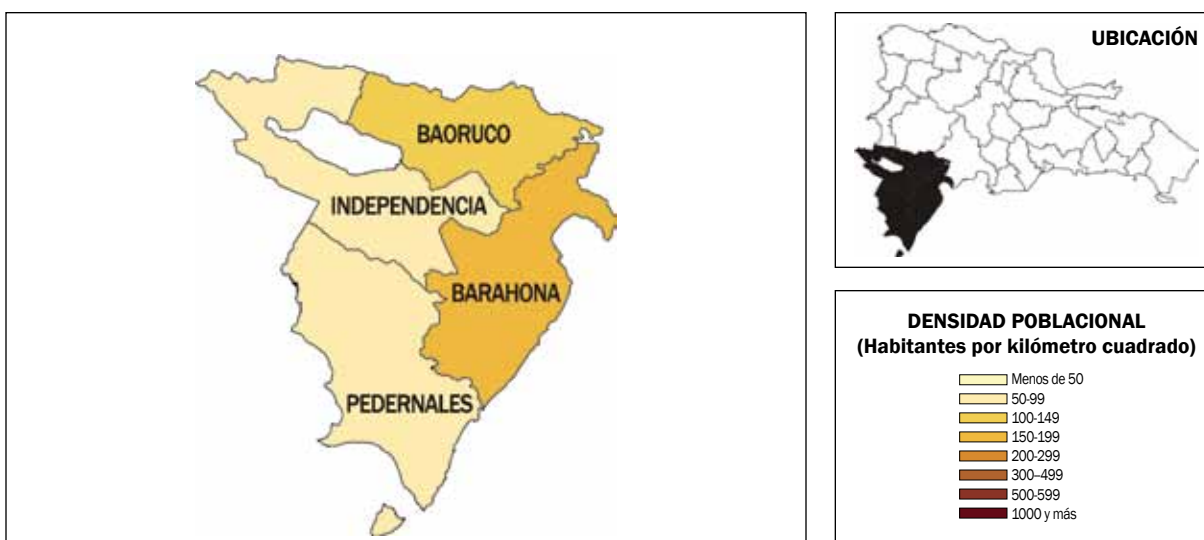 BAORUCO
INDEPENDENCIA
BARAHONA
PEDERNALES
UBICACIÓN
DENSIDAD POBLACIONAL
(Habitantes por kilómetro cuadrado)
Menos de 50
50-99
100-149
150-199
200-299
300–499
500-599
1000 y más